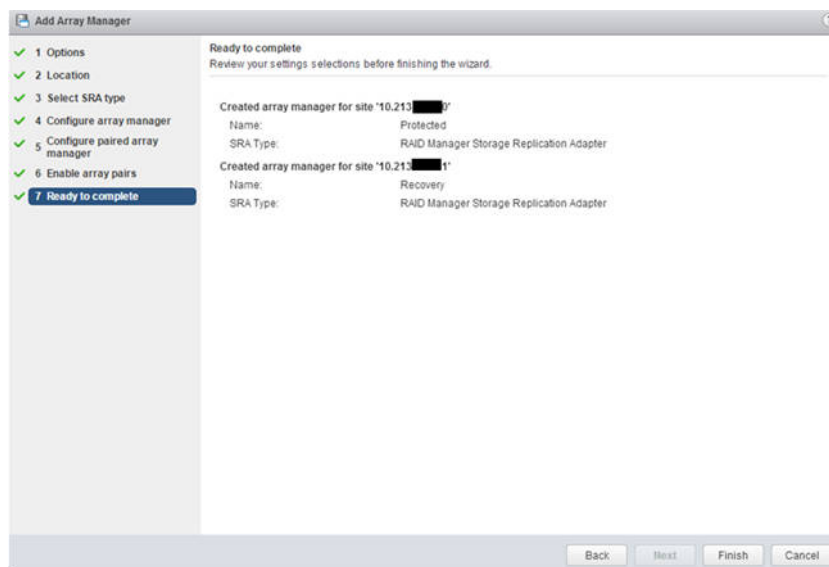 Add Array Manager
1 Options
2 Location
3 Select SRA type
4 Configure array manager
5 Configure paired array
manager
6 Enable array pairs
7 Ready to complete
Ready to complete
Review your settings selections before finishing the wizard.
Created array manager for site '10.213 0'
Name: Protected
SRA Type: RAID Manager Storage Replication Adapter
Created array manager for site '10.213 1'
Name: Recovery
SRA Type: RAID Manager Storage Replication Adapter
Back Next Finish Cancel